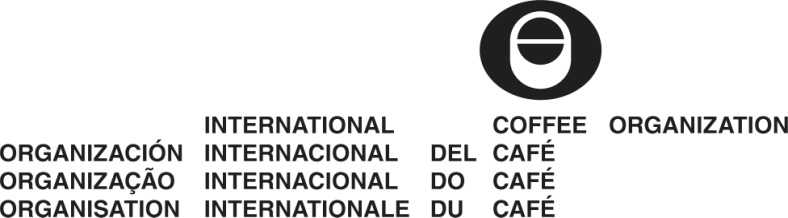 INTERNATIONAL COFFEE ORGANIZATION
ORGANIZACIÓN INTERNACIONAL DEL CAFÉ
ORGANIZAÇÃO INTERNACIONAL DO CAFÉ
ORGANISATION INTERNATIONALE DU CAFÉ